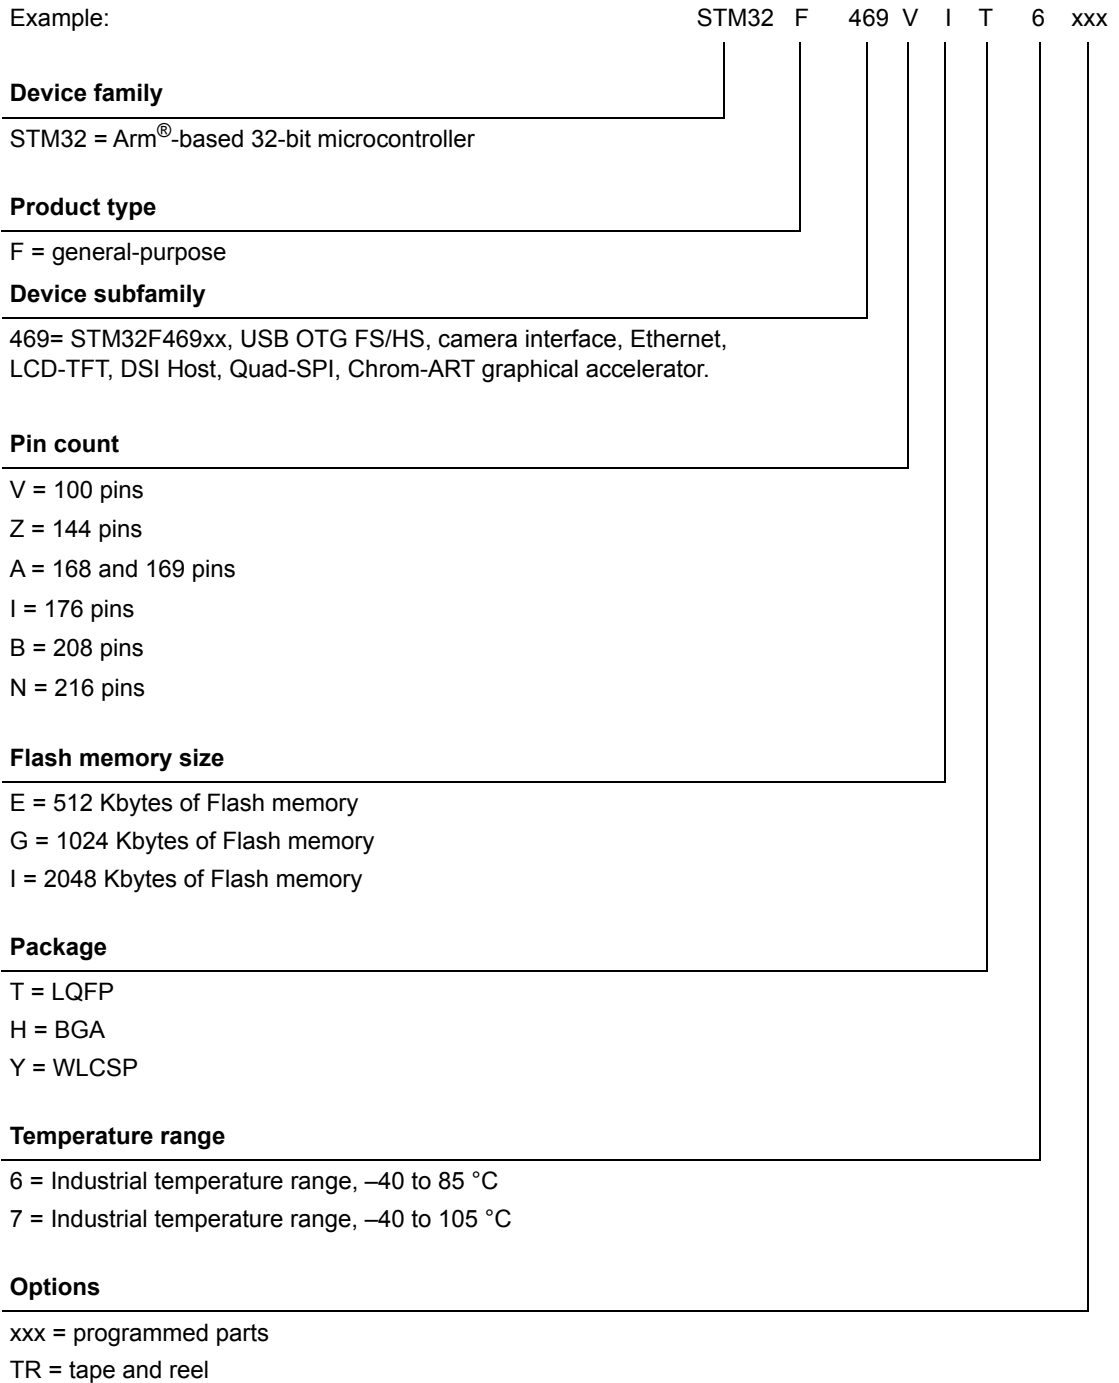 Example: STM32 F 469 V I T 6 xxx
Device family
STM32 = Arm®-based 32-bit microcontroller
Product type
F = general-purpose
Device subfamily
469= STM32F469xx, USB OTG FS/HS, camera interface, Ethernet,
LCD-TFT, DSI Host, Quad-SPI, Chrom-ART graphical accelerator.
Pin count
V = 100 pins
Z = 144 pins
A = 168 and 169 pins
I = 176 pins
B = 208 pins
N = 216 pins
Flash memory size
E = 512 Kbytes of Flash memory
G = 1024 Kbytes of Flash memory
I = 2048 Kbytes of Flash memory
Package
T = LQFP
H = BGA
Y = WLCSP
Temperature range
6 = Industrial temperature range, –40 to 85 °C
7 = Industrial temperature range, –40 to 105 °C
Options
xxx = programmed parts
TR = tape and reel